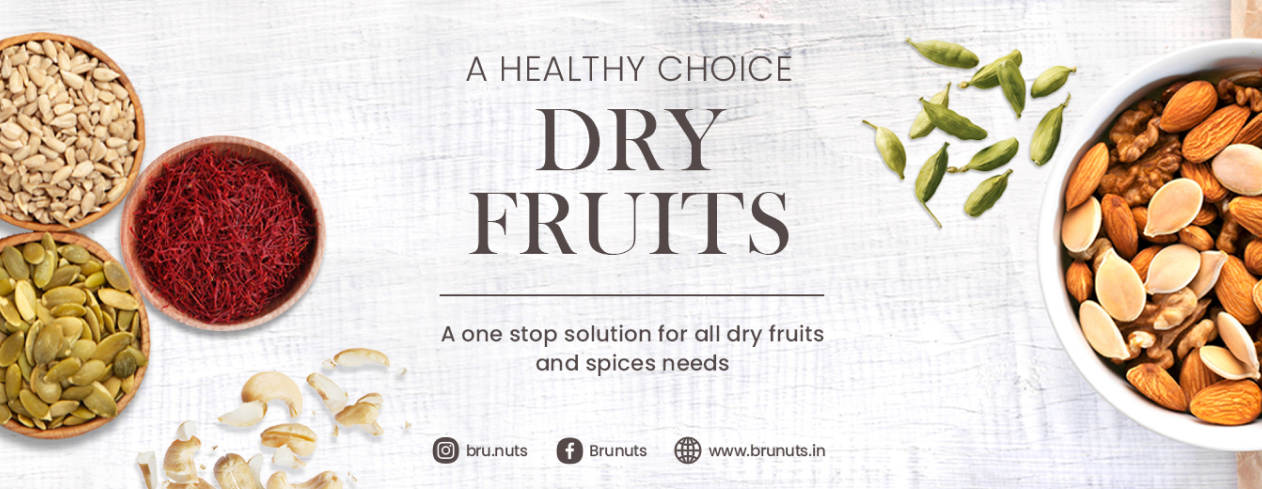 A HEALTHY CHOICE
DRY
FRUITS
A one stop solution for all dry fruits
and spices needs
bru.nuts Brunuts www.brunuts.in